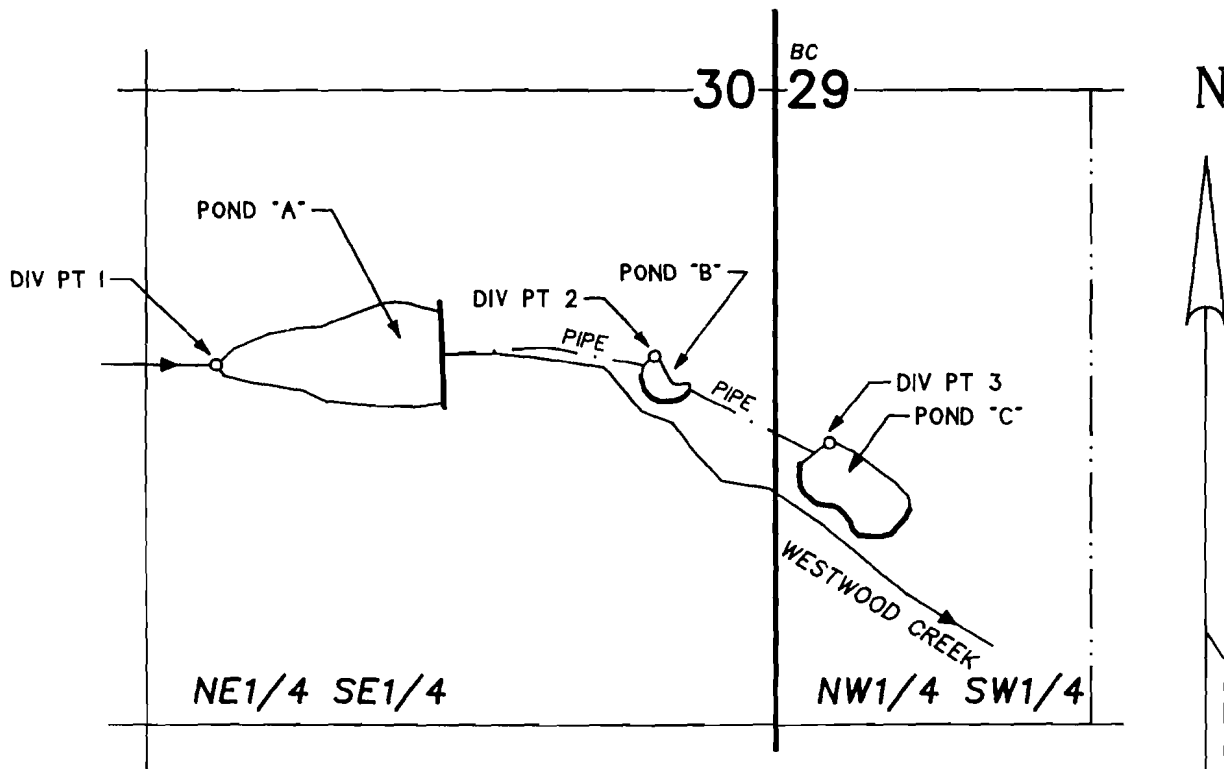 BC
30 29
N
POND "A"
DIV PT 1
POND "B"
DIV PT 2
PIPE
PIPE
DIV PT 3
POND "C"
WESTWOOD CREEK
NE1/4 SE1/4
NW1/4 SW1/4